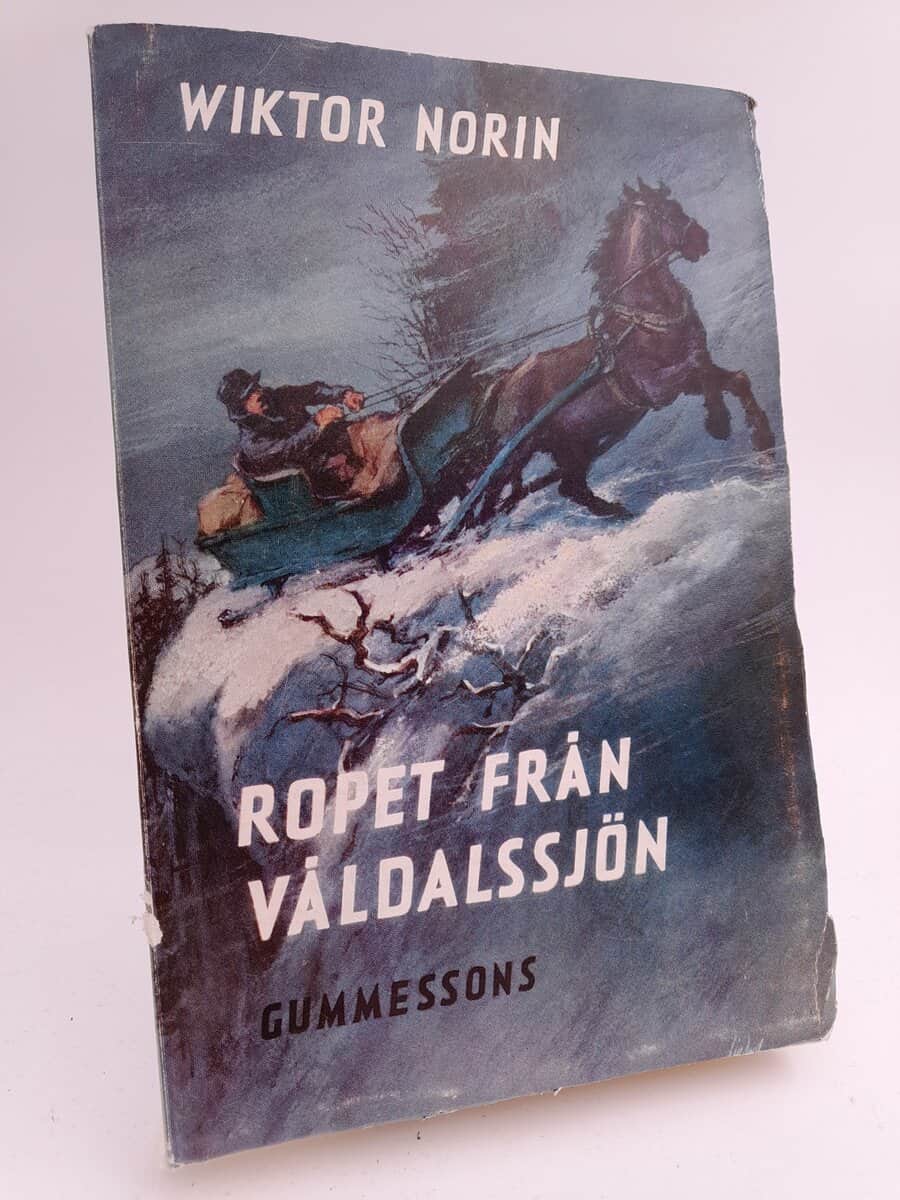 WIKTOR NORIN
ROPET FRÅN
VÅLDALSSJÖN
GUMMESSONS